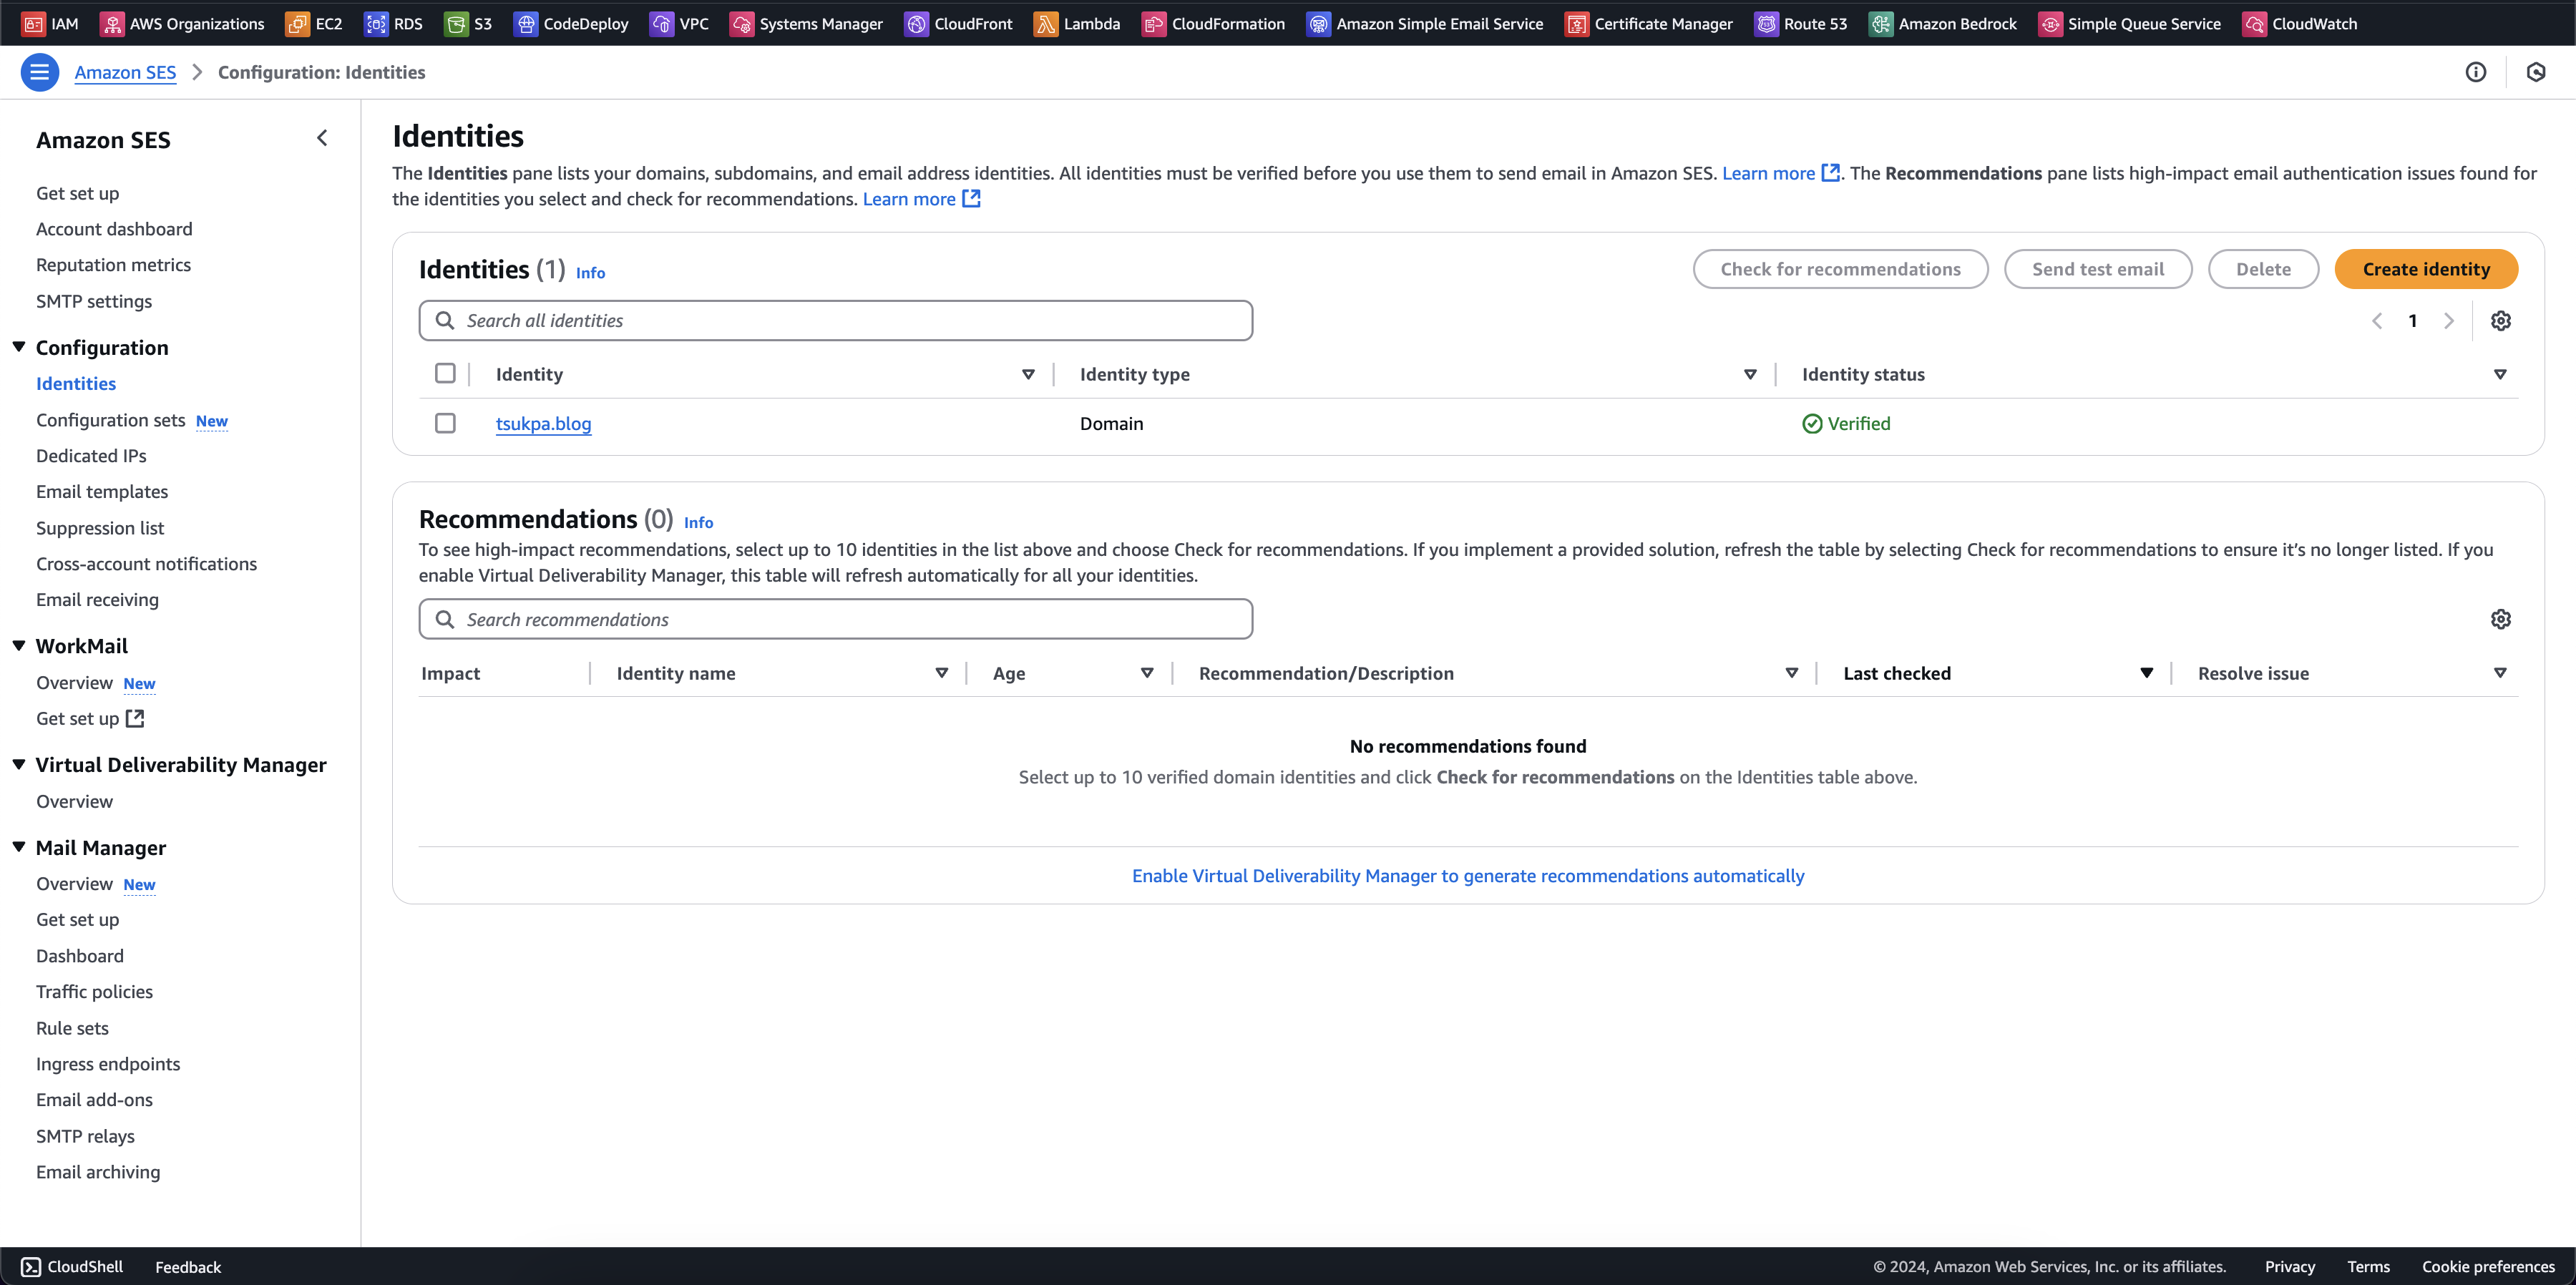 IAM AWS Organizations EC2 RDS S3 CodeDeploy VPC Systems Manager CloudFront Lambda CloudFormation Amazon Simple Email Service Certificate Manager Route 53 Amazon Bedrock Simple Queue Service CloudWatch
Amazon SES > Configuration: Identities
Amazon SES
Get set up
Account dashboard
Reputation metrics
SMTP settings
Configuration
Identities
Configuration sets New
Dedicated IPs
Email templates
Suppression list
Cross-account notifications
Email receiving
WorkMail
Overview New
Get set up
Virtual Deliverability Manager
Overview
Mail Manager
Overview New
Get set up
Dashboard
Traffic policies
Rule sets
Ingress endpoints
Email add-ons
SMTP relays
Email archiving
Identities
The Identities pane lists your domains, subdomains, and email address identities. All identities must be verified before you use them to send email in Amazon SES. Learn more . The Recommendations pane lists high-impact email authentication issues found for
the identities you select and check for recommendations. Learn more
Identities (1) Info
Check for recommendations Send test email Delete Create identity
Search all identities
1
Identity Identity type Identity status
tsukpa.blog Domain Verified
Recommendations (0) Info
To see high-impact recommendations, select up to 10 identities in the list above and choose Check for recommendations. If you implement a provided solution, refresh the table by selecting Check for recommendations to ensure it's no longer listed. If you
enable Virtual Deliverability Manager, this table will refresh automatically for all your identities.
Search recommendations
Impact Identity name Age Recommendation/Description Last checked Resolve issue
No recommendations found
Select up to 10 verified domain identities and click Check for recommendations on the Identities table above.
Enable Virtual Deliverability Manager to generate recommendations automatically
CloudShell Feedback © 2024, Amazon Web Services, Inc. or its affiliates. Privacy Terms Cookie preferences